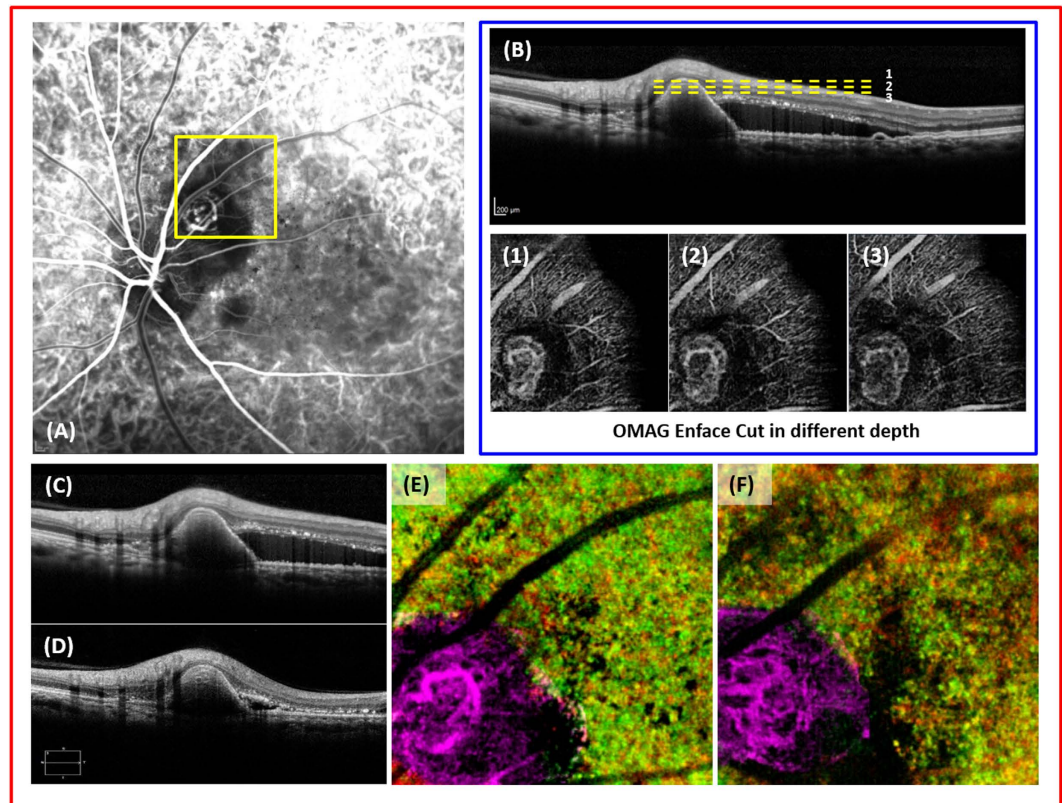 (A)
(B)
1
2
3
200 µm
(1)
(2)
(3)
OMAG Enface Cut in different depth
(C)
(D)
(E)
(F)